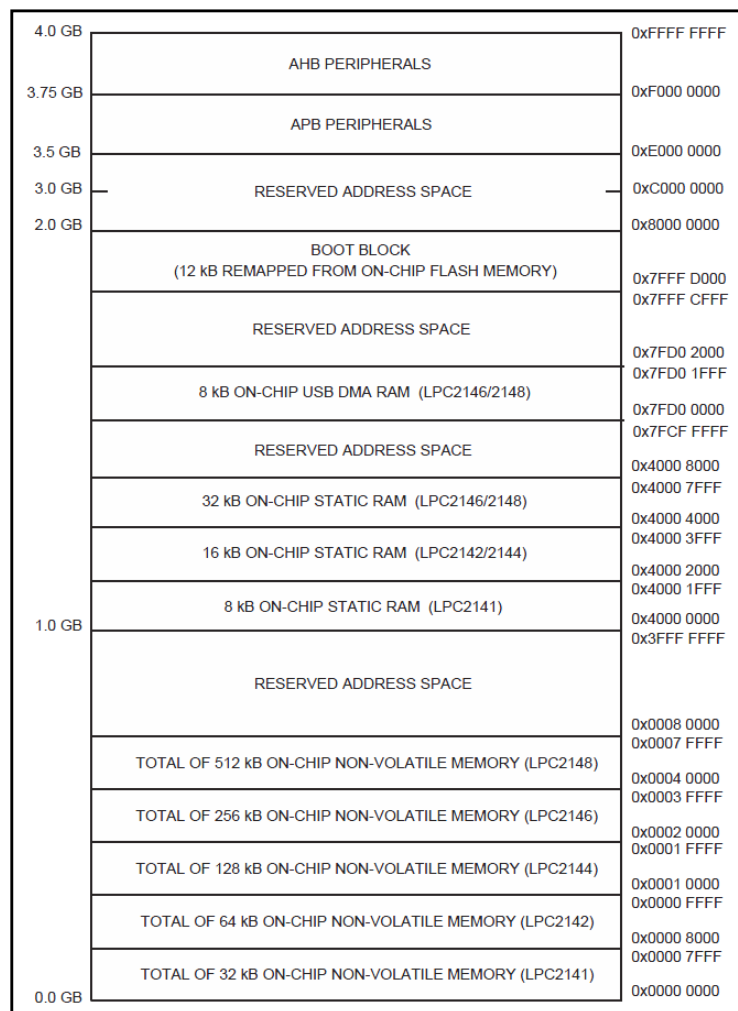 4.0 GB 0xFFFF FFFF
AHB PERIPHERALS
3.75 GB 0xF000 0000
APB PERIPHERALS
3.5 GB 0xE000 0000
3.0 GB RESERVED ADDRESS SPACE 0xC000 0000
2.0 GB 0x8000 0000
BOOT BLOCK
(12 kB REMAPPED FROM ON-CHIP FLASH MEMORY)
0x7FFF D000
0x7FFF CFFF
RESERVED ADDRESS SPACE
0x7FD0 2000
0x7FD0 1FFF
8 kB ON-CHIP USB DMA RAM (LPC2146/2148)
0x7FD0 0000
0x7FCF FFFF
RESERVED ADDRESS SPACE
0x4000 8000
0x4000 7FFF
32 kB ON-CHIP STATIC RAM (LPC2146/2148)
0x4000 4000
0x4000 3FFF
16 kB ON-CHIP STATIC RAM (LPC2142/2144)
0x4000 2000
0x4000 1FFF
8 kB ON-CHIP STATIC RAM (LPC2141)
0x4000 0000
1.0 GB 0x3FFF FFFF
RESERVED ADDRESS SPACE
0x0008 0000
0x0007 FFFF
TOTAL OF 512 kB ON-CHIP NON-VOLATILE MEMORY (LPC2148)
0x0004 0000
0x0003 FFFF
TOTAL OF 256 kB ON-CHIP NON-VOLATILE MEMORY (LPC2146)
0x0002 0000
0x0001 FFFF
TOTAL OF 128 kB ON-CHIP NON-VOLATILE MEMORY (LPC2144)
0x0001 0000
0x0000 FFFF
TOTAL OF 64 kB ON-CHIP NON-VOLATILE MEMORY (LPC2142)
0x0000 8000
0x0000 7FFF
TOTAL OF 32 kB ON-CHIP NON-VOLATILE MEMORY (LPC2141)
0.0 GB 0x0000 0000